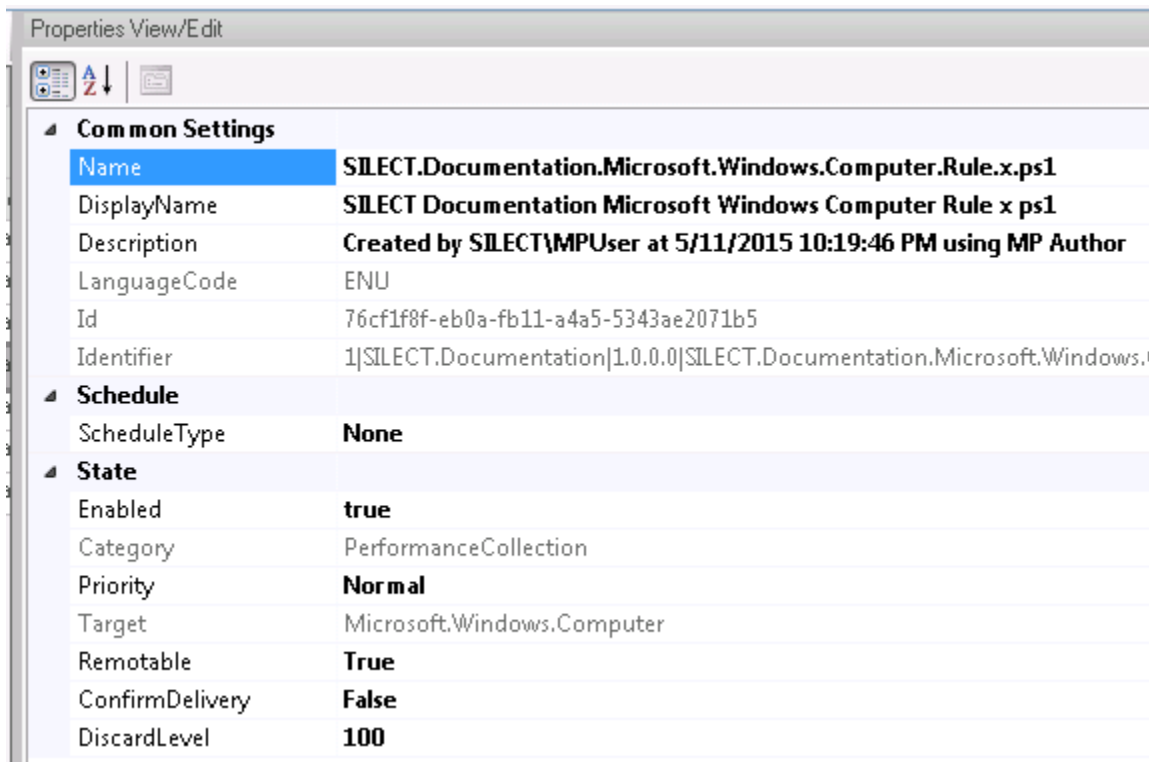 Properties View/Edit
Common Settings
Name SILECT.Documentation.Microsoft.Windows.Computer.Rule.x.ps1
DisplayName SILECT Documentation Microsoft Windows Computer Rule x ps1
Description Created by SILECT\MPUser at 5/11/2015 10:19:46 PM using MP Author
LanguageCode ENU
Id 76cf1f8f-eb0a-fb11-a4a5-5343ae2071b5
Identifier 1|SILECT.Documentation|1.0.0.0|SILECT.Documentation.Microsoft.Windows.
Schedule
ScheduleType None
State
Enabled true
Category PerformanceCollection
Priority Normal
Target Microsoft.Windows.Computer
Remotable True
ConfirmDelivery False
DiscardLevel 100